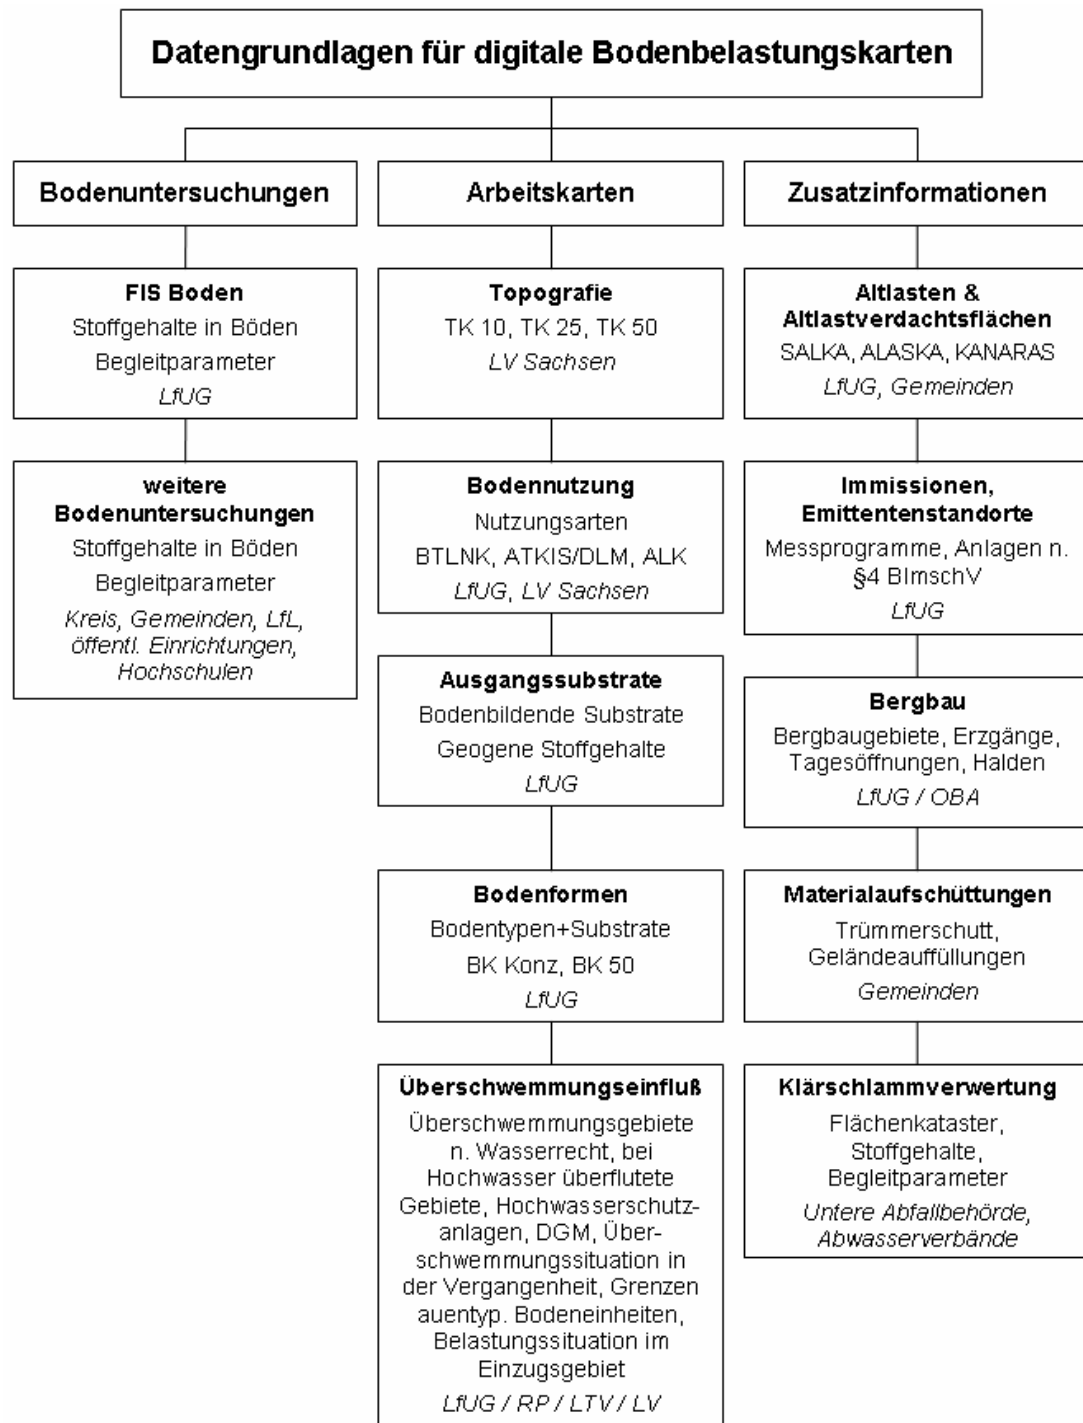 Datengrundlagen für digitale Bodenbelastungskarten
Bodenuntersuchungen
FIS Boden
Stoffgehalte in Böden
Begleitparameter
LfUG
weitere
Bodenuntersuchungen
Stoffgehalte in Böden
Begleitparameter
Kreis, Gemeinden, LfL,
öffentl. Einrichtungen,
Hochschulen
Arbeitskarten
Topografie
TK 10, TK 25, TK 50
LV Sachsen
Bodennutzung
Nutzungsarten
BTLNK, ATKIS/DLM, ALK
LfUG, LV Sachsen
Ausgangssubstrate
Bodenbildende Substrate
Geogene Stoffgehalte
LfUG
Bodenformen
Bodentypen+Substrate
BK Konz, BK 50
LfUG
Überschwemmungseinfluß
Überschwemmungsgebiete
n. Wasserrecht, bei
Hochwasser überflutete
Gebiete, Hochwasserschutz-
anlagen, DGM, Über-
schwemmungssituation in
der Vergangenheit, Grenzen
auentyp. Bodeneinheiten,
Belastungssituation im
Einzugsgebiet
LfUG / RP / LTV / LV
Zusatzinformationen
Altlasten &
Altlastverdachtsflächen
SALKA, ALASKA, KANARAS
LfUG, Gemeinden
Immissionen,
Emittentenstandorte
Messprogramme, Anlagen n.
§4 BImschV
LfUG
Bergbau
Bergbaugebiete, Erzgänge,
Tagesöffnungen, Halden
LfUG / OBA
Materialaufschüttungen
Trümmerschutt,
Geländeauffüllungen
Gemeinden
Klärschlammverwertung
Flächenkataster,
Stoffgehalte,
Begleitparameter
Untere Abfallbehörde,
Abwasserverbände